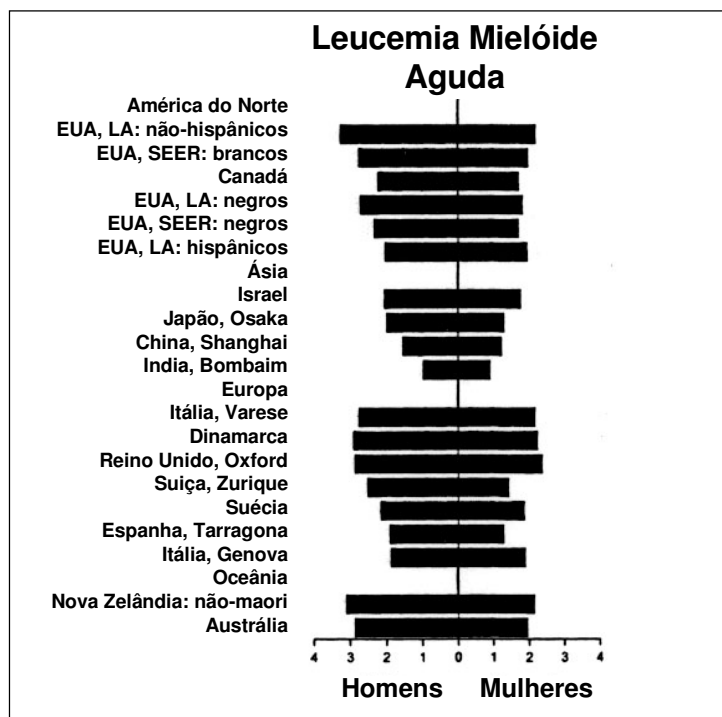 Leucemia Mielóide
Aguda
América do Norte
EUA, LA: não-hispânicos
EUA, SEER: brancos
Canadá
EUA, LA: negros
EUA, SEER: negros
EUA, LA: hispânicos
Ásia
Israel
Japão, Osaka
China, Shanghai
India, Bombaim
Europa
Itália, Varese
Dinamarca
Reino Unido, Oxford
Suiça, Zurique
Suécia
Espanha, Tarragona
Itália, Genova
Oceânia
Nova Zelândia: não-maori
Austrália
4 3 2 1 0 1 2 3 4
Homens Mulheres